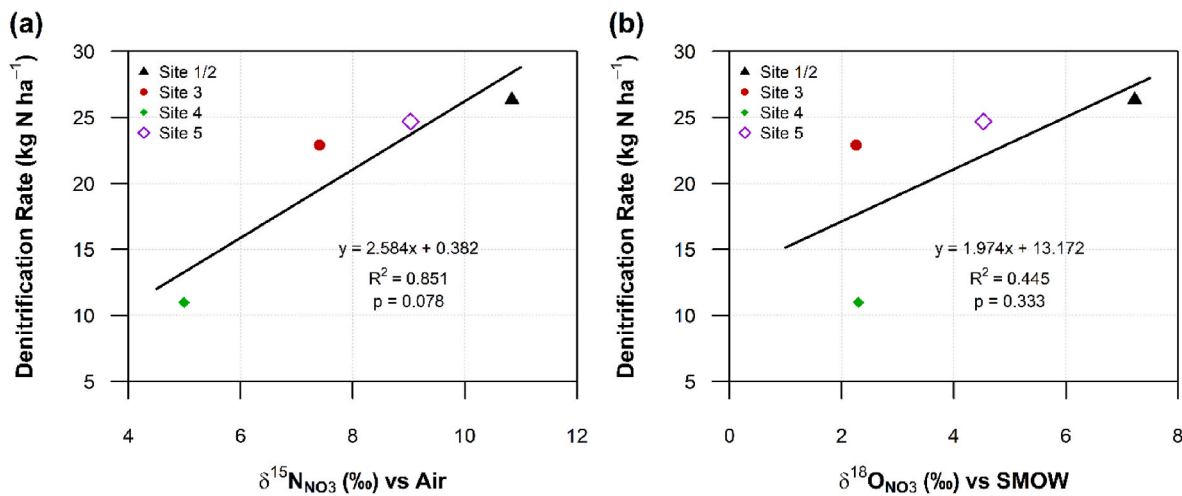 (a)
Denitrification Rate (kg N ha⁻¹)
30
25
20
15
10
5
Site 1/2
Site 3
Site 4
Site 5
y = 2.584x + 0.382
R² = 0.851
p = 0.078
4 6 8 10 12
δ¹⁵N_NO3 (‰) vs Air
(b)
Denitrification Rate (kg N ha⁻¹)
30
25
20
15
10
5
Site 1/2
Site 3
Site 4
Site 5
y = 1.974x + 13.172
R² = 0.445
p = 0.333
0 2 4 6 8
δ¹⁸O_NO3 (‰) vs SMOW